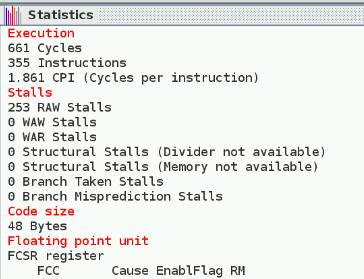 Statistics
Execution
661 Cycles
355 Instructions
1.861 CPI (Cycles per instruction)
Stalls
253 RAW Stalls
0 WAW Stalls
0 WAR Stalls
0 Structural Stalls (Divider not available)
0 Structural Stalls (Memory not available)
0 Branch Taken Stalls
0 Branch Misprediction Stalls
Code size
48 Bytes
Floating point unit
FCSR register
FCC Cause EnablFlag RM